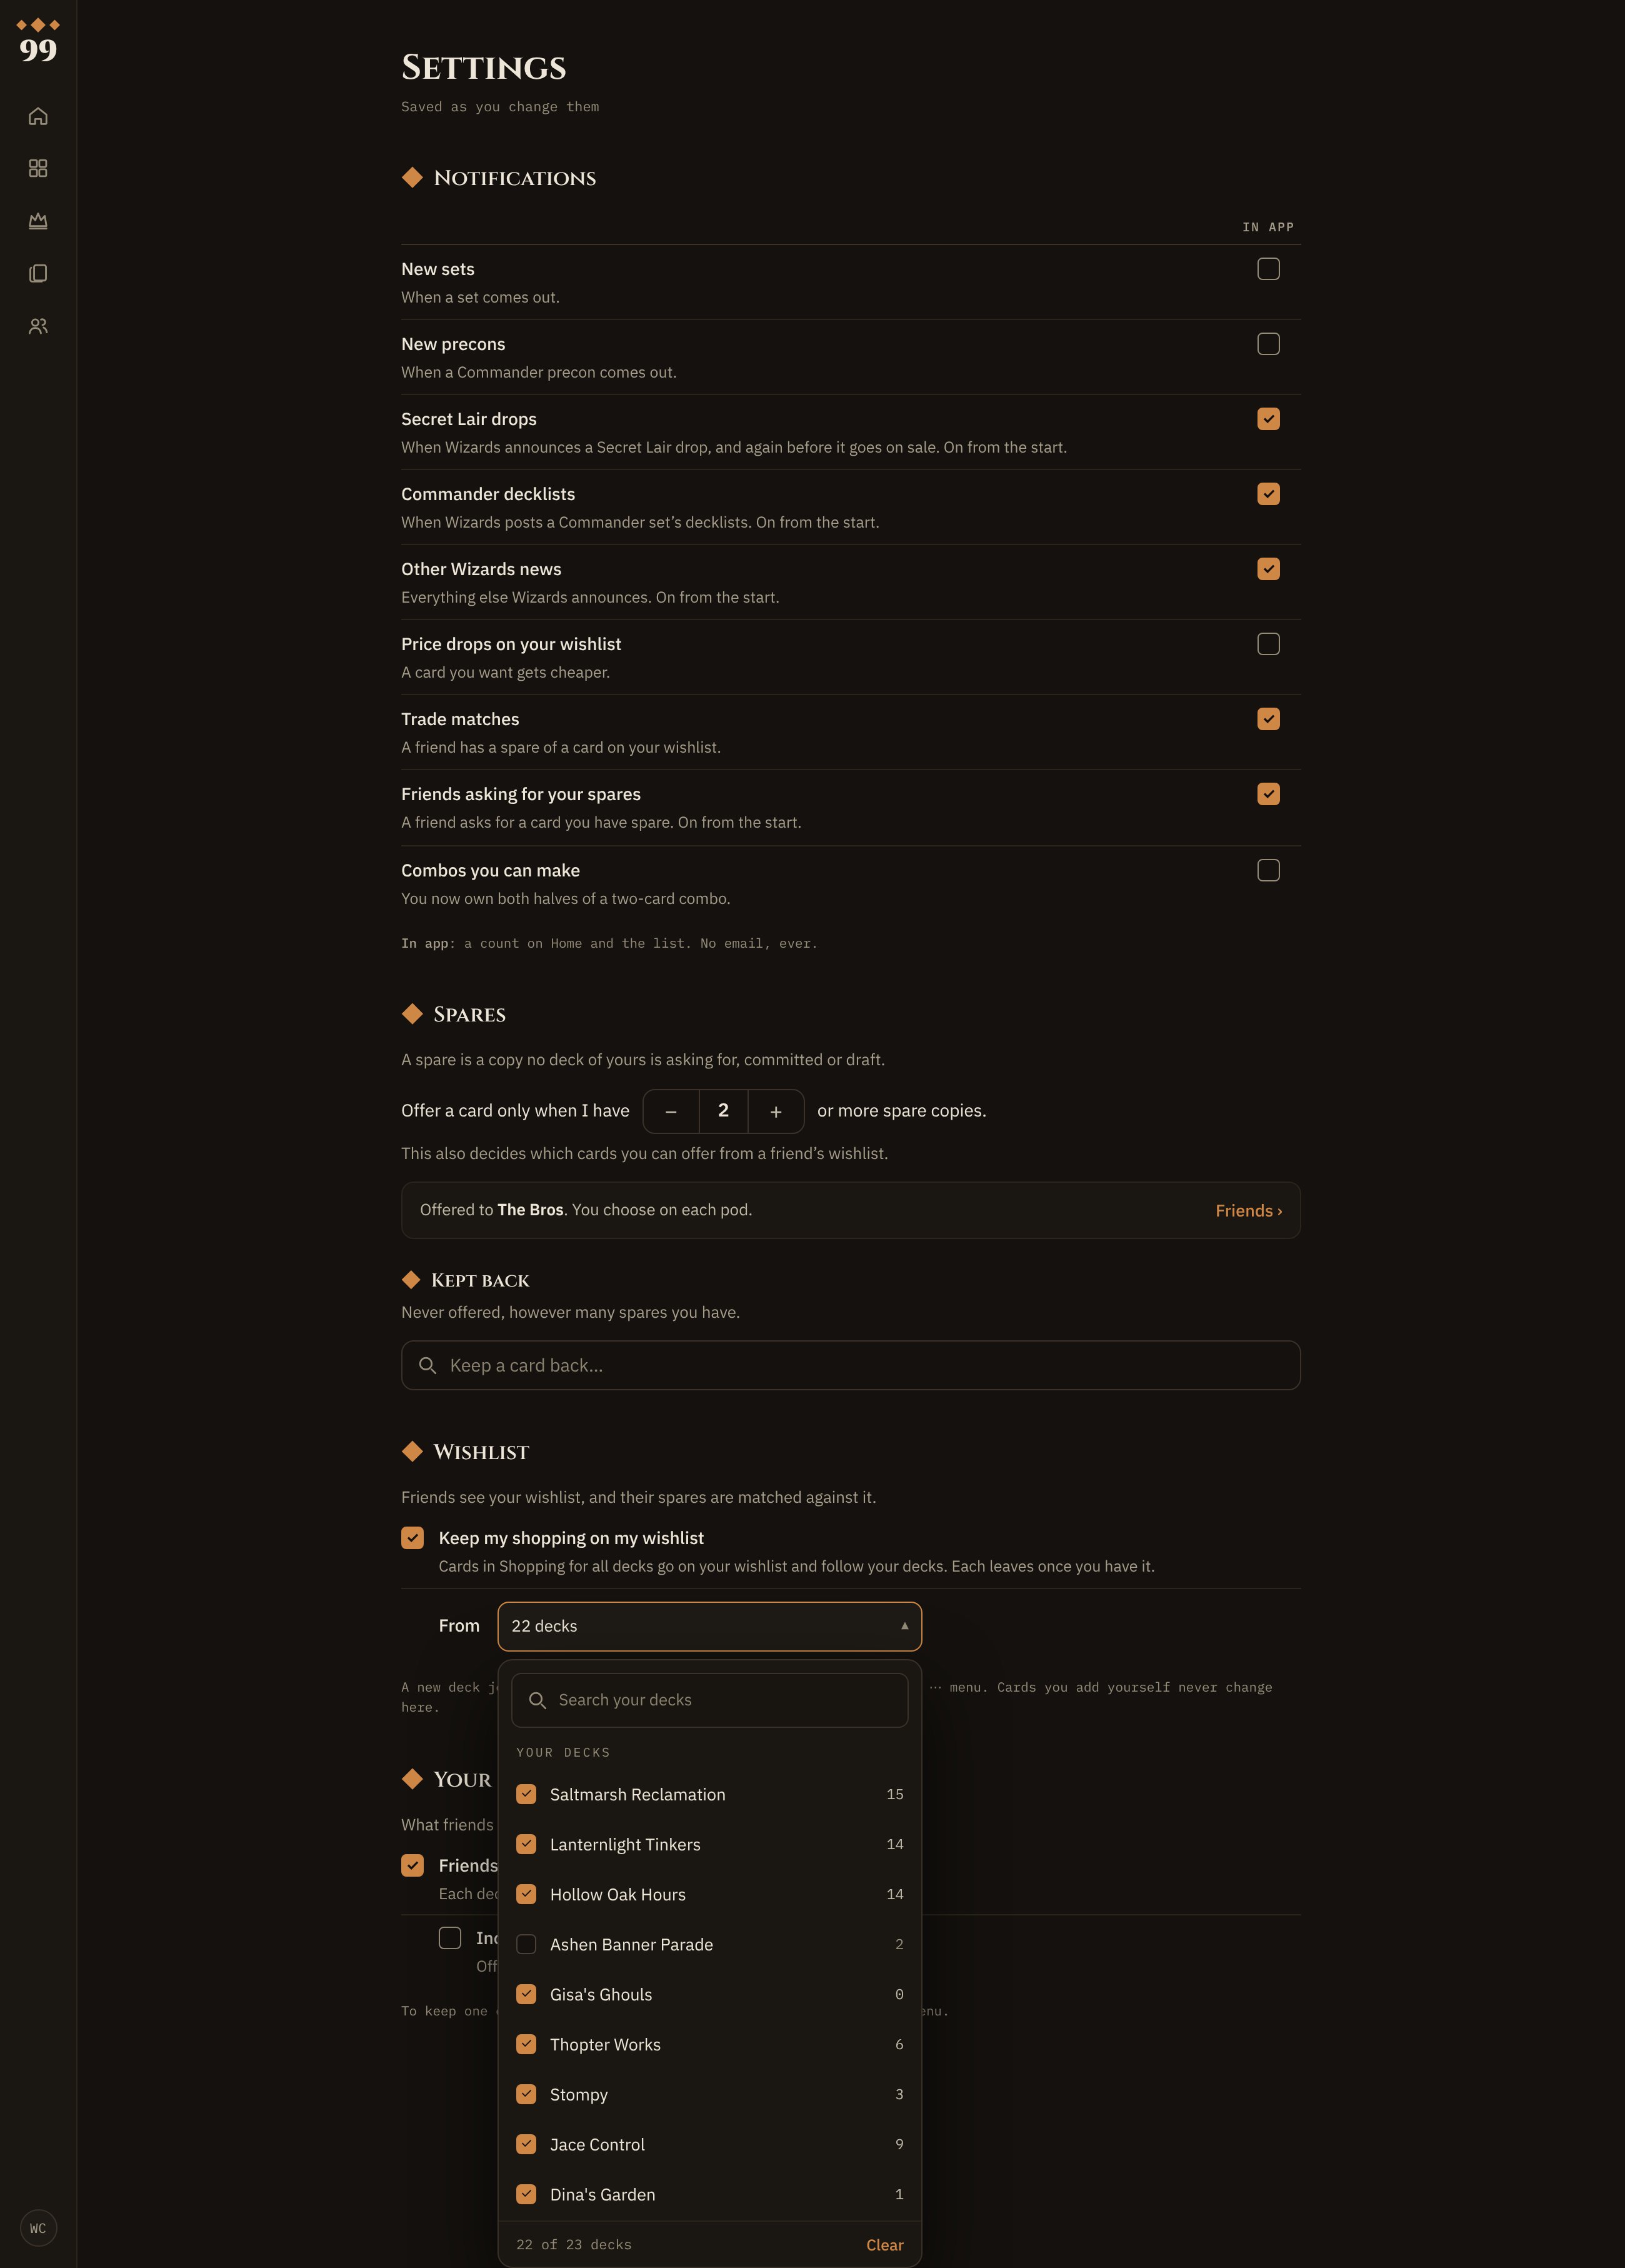 99
Settings
Saved as you change them
Notifications
IN APP
New sets
When a set comes out.
New precons
When a Commander precon comes out.
Secret Lair drops
When Wizards announces a Secret Lair drop, and again before it goes on sale. On from the start.
Commander decklists
When Wizards posts a Commander set’s decklists. On from the start.
Other Wizards news
Everything else Wizards announces. On from the start.
Price drops on your wishlist
A card you want gets cheaper.
Trade matches
A friend has a spare of a card on your wishlist.
Friends asking for your spares
A friend asks for a card you have spare. On from the start.
Combos you can make
You now own both halves of a two-card combo.
In app: a count on Home and the list. No email, ever.
Spares
A spare is a copy no deck of yours is asking for, committed or draft.
Offer a card only when I have − 2 + or more spare copies.
This also decides which cards you can offer from a friend’s wishlist.
Offered to The Bros. You choose on each pod. Friends ›
Kept back
Never offered, however many spares you have.
Keep a card back…
Wishlist
Friends see your wishlist, and their spares are matched against it.
Keep my shopping on my wishlist
Cards in Shopping for all decks go on your wishlist and follow your decks. Each leaves once you have it.
From 22 decks
A new deck ⋯ menu. Cards you add yourself never change
here.
Search your decks
YOUR DECKS
Your
Saltmarsh Reclamation 15
What friends
Lanternlight Tinkers 14
Friends
Each
Hollow Oak Hours 14
Ashen Banner Parade 2
Gisa's Ghouls 0
To keep one
Thopter Works 6
Stompy 3
Jace Control 9
Dina's Garden 1
22 of 23 decks Clear
WC